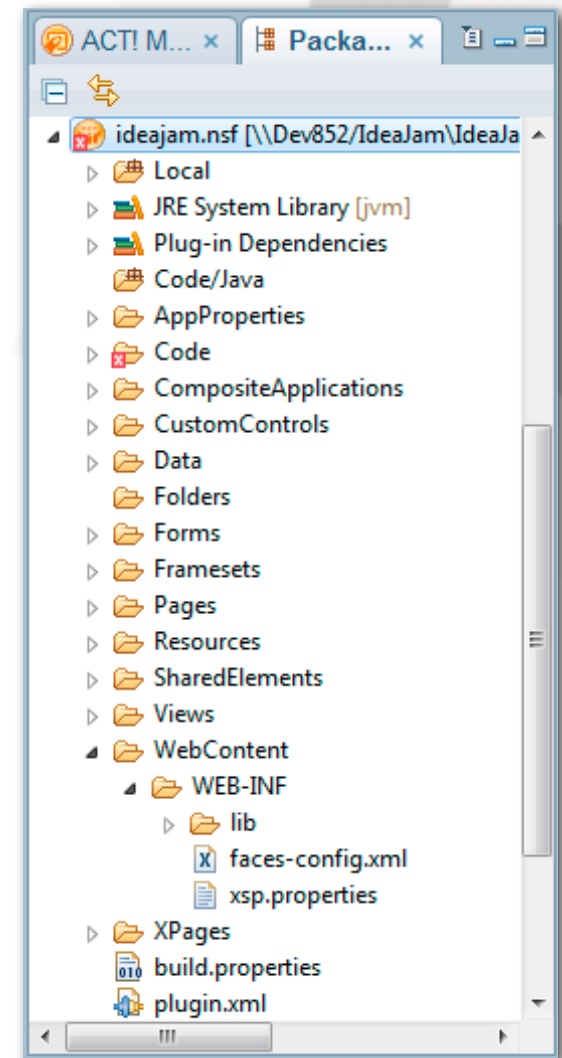 ACT! M... Packa...
ideajam.nsf [\\Dev852/IdeaJam\IdeaJa
Local
JRE System Library [jvm]
Plug-in Dependencies
Code/Java
AppProperties
Code
CompositeApplications
CustomControls
Data
Folders
Forms
Framesets
Pages
Resources
SharedElements
Views
WebContent
WEB-INF
lib
faces-config.xml
xsp.properties
XPages
build.properties
plugin.xml